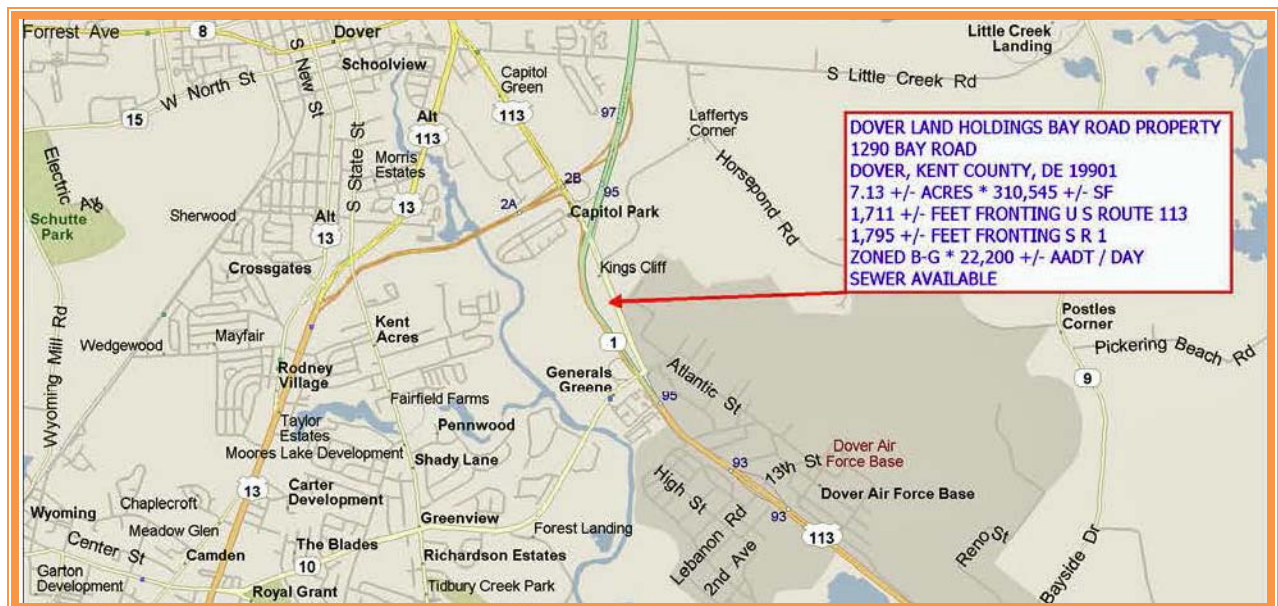 Forrest Ave
8
Dover
Little Creek
Landing
S New St
Schoolview
Capitol
Green
S Little Creek Rd
W North St
15
Alt
113
113
97
Laffertys
Corner
DOVER LAND HOLDINGS BAY ROAD PROPERTY
1290 BAY ROAD
DOVER, KENT COUNTY, DE 19901
7.13 +/- ACRES * 310,545 +/- SF
1,711 +/- FEET FRONTING U S ROUTE 113
1,795 +/- FEET FRONTING S R 1
ZONED B-G * 22,200 +/- AADT / DAY
SEWER AVAILABLE
Electric Ave
S State St
Morris
Estates
2B
95
Horsepond Rd
Schutte
Park
Sherwood
Alt
13
13
2A
Capitol Park
Crossgates
Kings Cliff
Wyoming Mill Rd
Wedgewood
Mayfair
Kent
Acres
1
Postles
Corner
Pickering Beach Rd
Rodney
Village
Generals
Greene
Atlantic St
9
Fairfield Farms
95
Taylor
Estates
Pennwood
Moores Lake Development
Shady Lane
Dover Air
Force Base
93
13th St
High St
13
Carter
Development
Dover Air Force Base
Wyoming
Chaplecroft
Meadow Glen
Greenview
Forest Landing
93
Lebanon Rd
2nd Ave
113
Reno St
Bayside Dr
Center St
Camden
The Blades
10
Richardson Estates
Garton
Development
Royal Grant
Tidbury Creek Park